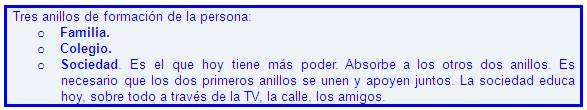 Tres anillos de formación de la persona:
o Familia.
o Colegio.
o Sociedad. Es el que hoy tiene más poder. Absorbe a los otros dos anillos. Es
necesario que los dos primeros anillos se unen y apoyen juntos. La sociedad educa
hoy, sobre todo a través de la TV, la calle, los amigos.